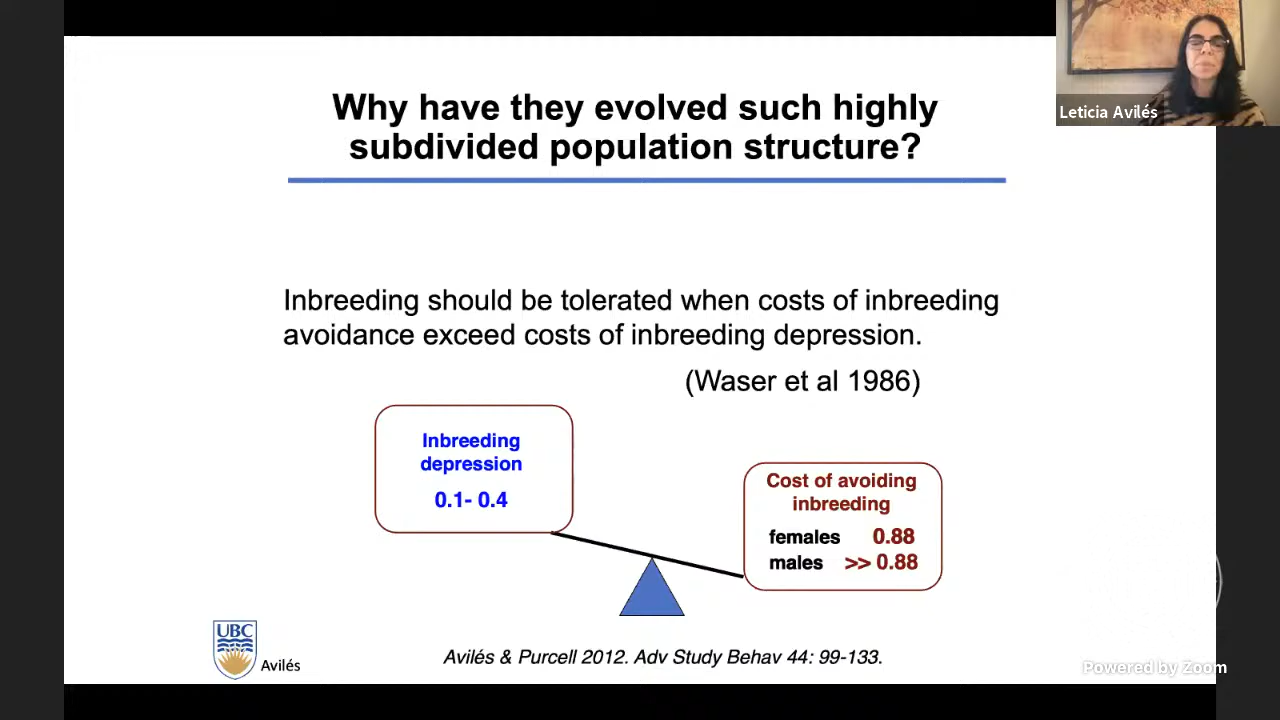 Why have they evolved such highly
subdivided population structure?
Leticia Avilés
Inbreeding should be tolerated when costs of inbreeding
avoidance exceed costs of inbreeding depression.
(Waser et al 1986)
Inbreeding
depression
0.1- 0.4
Cost of avoiding
inbreeding
females 0.88
males >> 0.88
UBC
Avilés
Avilés & Purcell 2012. Adv Study Behav 44: 99-133.
Powered by Zoom